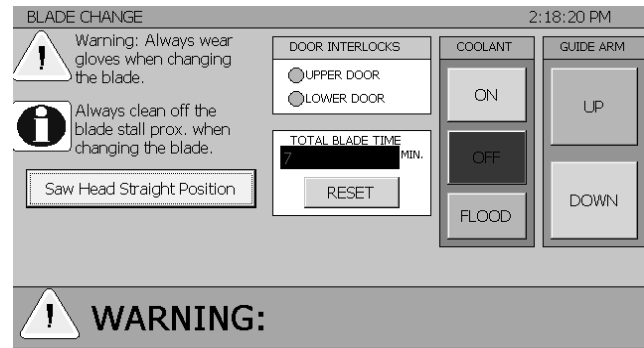 BLADE CHANGE 2:18:20 PM
Warning: Always wear
gloves when changing
the blade.
Always clean off the
blade stall prox. when
changing the blade.
Saw Head Straight Position
DOOR INTERLOCKS
UPPER DOOR
LOWER DOOR
TOTAL BLADE TIME
7 MIN.
RESET
COOLANT
ON
OFF
FLOOD
GUIDE ARM
UP
DOWN
WARNING: